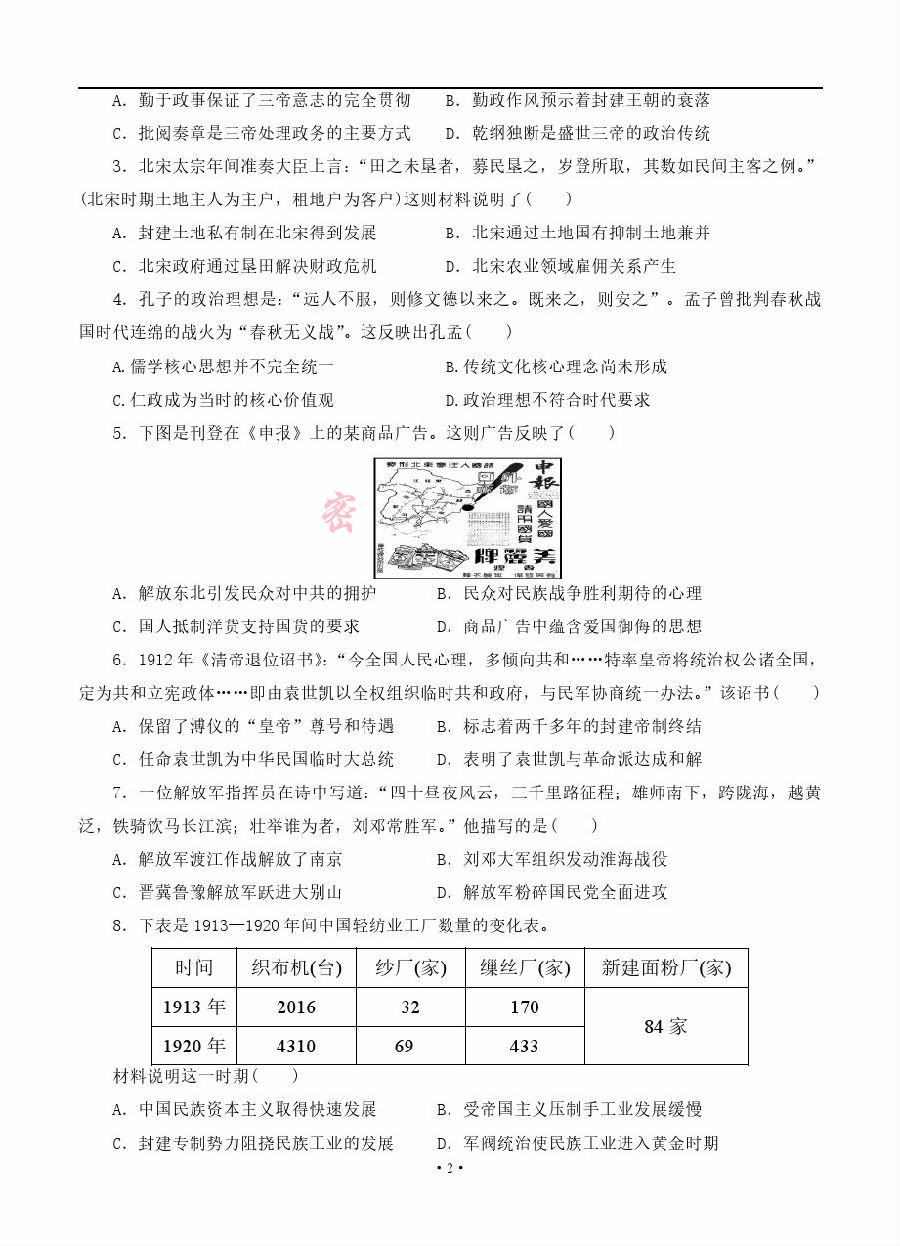 A. 勤于政事保证了三帝意志的完全贯彻 B. 勤政作风预示着封建王朝的衰落
C. 批阅奏章是三帝处理政务的主要方式 D. 乾纲独断是盛世三帝的政治传统
3. 北宋太宗年间准奏大臣上言:“田之未垦者，募民垦之，岁登所取，其数如民间主客之例。”
(北宋时期土地主人为主户，租地户为客户)这则材料说明了( )
A. 封建土地私有制在北宋得到发展 B. 北宋通过土地国有抑制土地兼并
C. 北宋政府通过垦田解决财政危机 D. 北宋农业领域雇佣关系产生
4. 孔子的政治理想是:“远人不服，则修文德以来之。既来之，则安之”。孟子曾批判春秋战
国时代连绵的战火为“春秋无义战”。这反映出孔孟( )
A.儒学核心思想并不完全统一 B.传统文化核心理念尚未形成
C.仁政成为当时的核心价值观 D.政治理想不符合时代要求
5. 下图是刊登在《申报》上的某商品广告。这则广告反映了( )
密
請國人注意東北形勢
申報
國人爱國
請用國貨
美麗牌
香烟
A. 解放东北引发民众对中共的拥护 B. 民众对民族战争胜利期待的心理
C. 国人抵制洋货支持国货的要求 D. 商品广告中蕴含爱国御侮的思想
6. 1912年《清帝退位诏书》:“今全国人民心理，多倾向共和……特率皇帝将统治权公诸全国，
定为共和立宪政体……即由袁世凯以全权组织临时共和政府，与民军协商统一办法。”该诏书( )
A. 保留了溥仪的“皇帝”尊号和待遇 B. 标志着两千多年的封建帝制终结
C. 任命袁世凯为中华民国临时大总统 D. 表明了袁世凯与革命派达成和解
7. 一位解放军指挥员在诗中写道:“四十昼夜风云，二千里路征程；雄师南下，跨陇海，越黄
泛，铁骑饮马长江滨；壮举谁为者，刘邓常胜军。”他描写的是( )
A. 解放军渡江作战解放了南京 B. 刘邓大军组织发动淮海战役
C. 晋冀鲁豫解放军跃进大别山 D. 解放军粉碎国民党全面进攻
8. 下表是1913—1920年间中国轻纺业工厂数量的变化表。
时间 织布机(台) 纱厂(家) 缫丝厂(家) 新建面粉厂(家)
1913年 2016 32 170 84家
1920年 4310 69 433
材料说明这一时期( )
A. 中国民族资本主义取得快速发展 B. 受帝国主义压制手工业发展缓慢
C. 封建专制势力阻挠民族工业的发展 D. 军阀统治使民族工业进入黄金时期
·2·